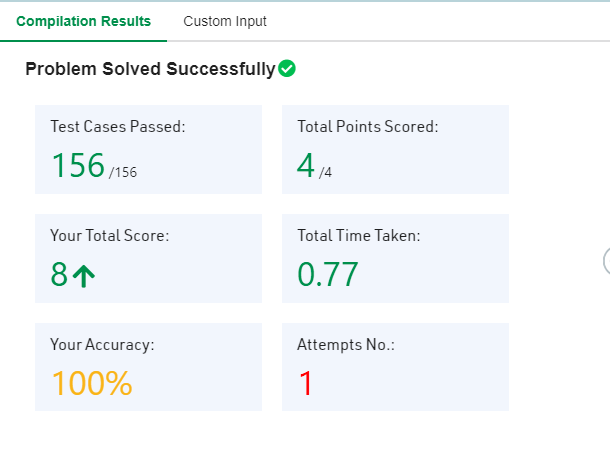 Compilation Results Custom Input
Problem Solved Successfully
Test Cases Passed: Total Points Scored:
156 /156 4 /4
Your Total Score: Total Time Taken:
8 0.77
Your Accuracy: Attempts No.:
100% 1